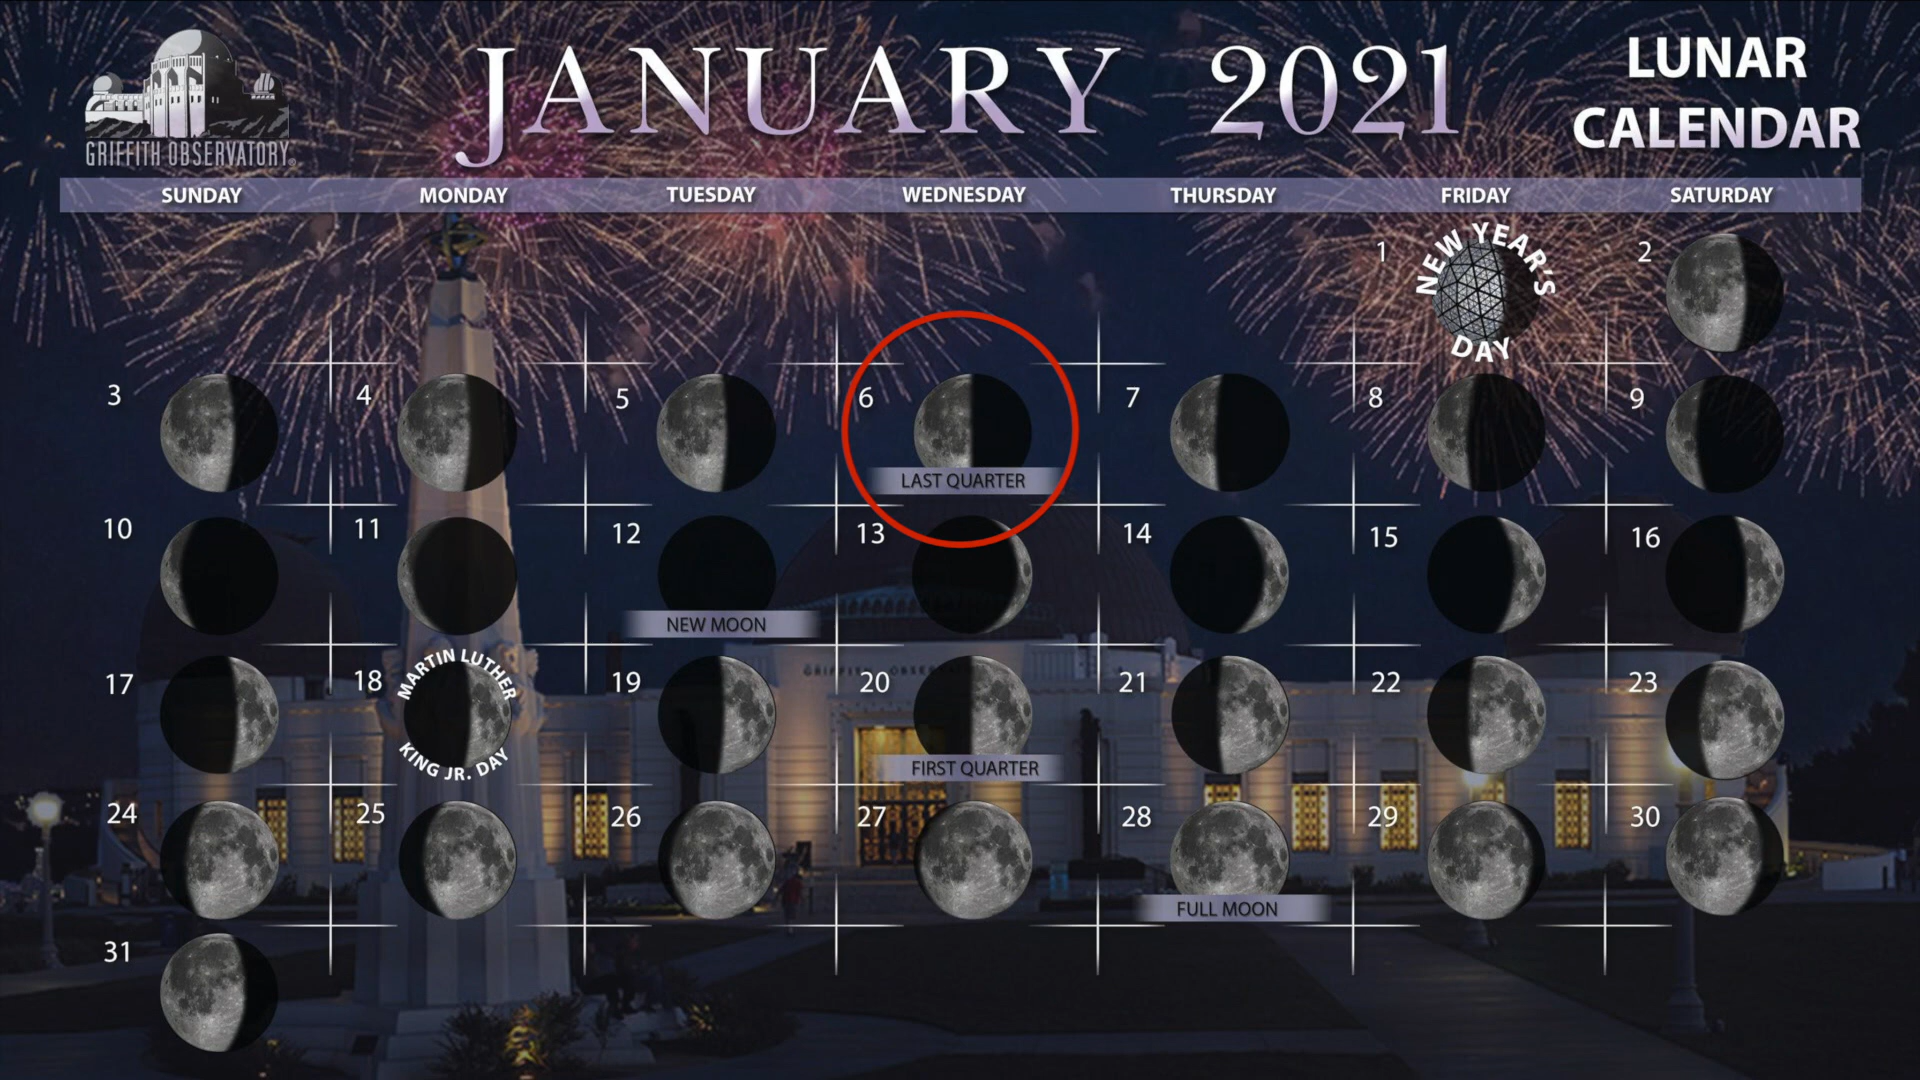 JANUARY 2021
LUNAR
CALENDAR
GRIFFITH OBSERVATORY®
SUNDAY MONDAY TUESDAY WEDNESDAY THURSDAY FRIDAY SATURDAY
1 NEW YEAR'S DAY 2
3 4 5 6 7 8 9
LAST QUARTER
10 11 12 13 14 15 16
NEW MOON
GRIFFITH OBSER
17 18 MARTIN LUTHER KING JR. DAY 19 20 21 22 23
FIRST QUARTER
24 25 26 27 28 29 30
FULL MOON
31